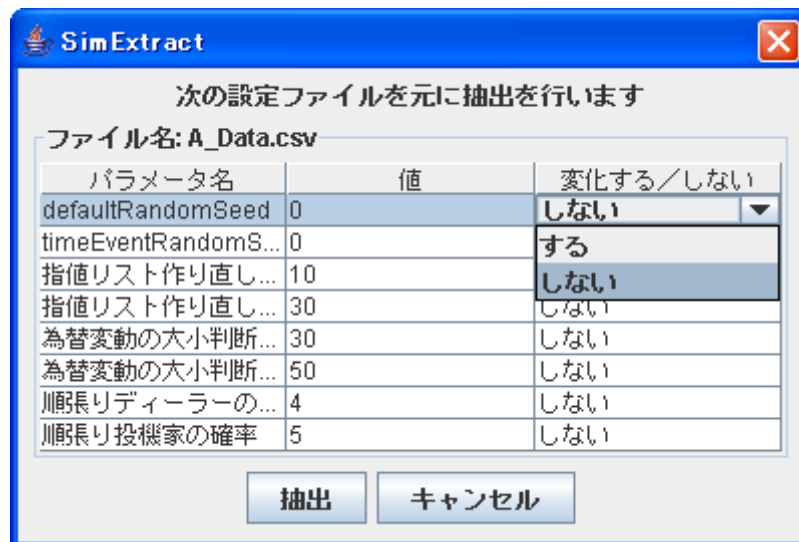 SimExtract
次の設定ファイルを元に抽出を行います
ファイル名: A_Data.csv
パラメータ名 値 変化する／しない
defaultRandomSeed 0 しない
timeEventRandomS... 0 する
指値リスト作り直し... 10 しない
指値リスト作り直し... 30 しない
為替変動の大小判断... 30 しない
為替変動の大小判断... 50 しない
順張りディーラーの... 4 しない
順張り投機家の確率 5 しない
抽出 キャンセル